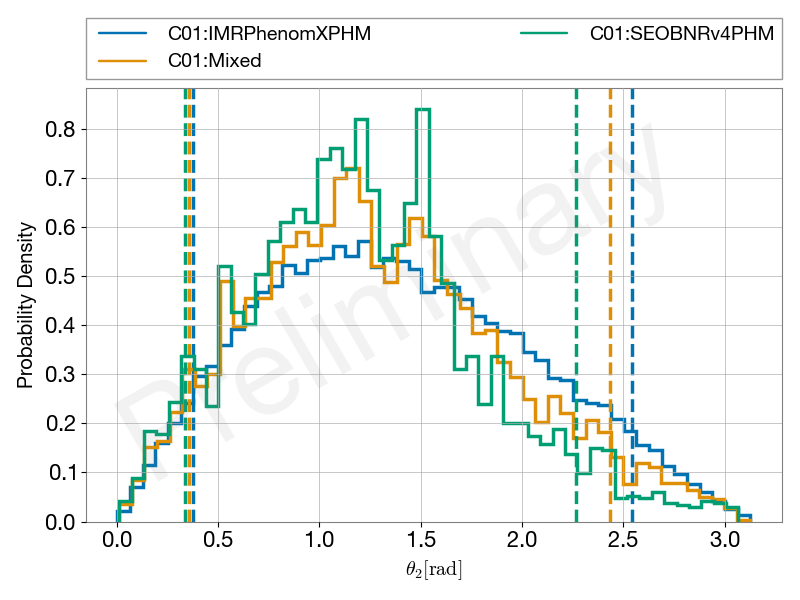 C01:IMRPhenomXPHM
C01:Mixed
C01:SEOBNRv4PHM
Preliminary
Probability Density
0.8
0.7
0.6
0.5
0.4
0.3
0.2
0.1
0.0
0.0 0.5 1.0 1.5 2.0 2.5 3.0
θ₂[rad]